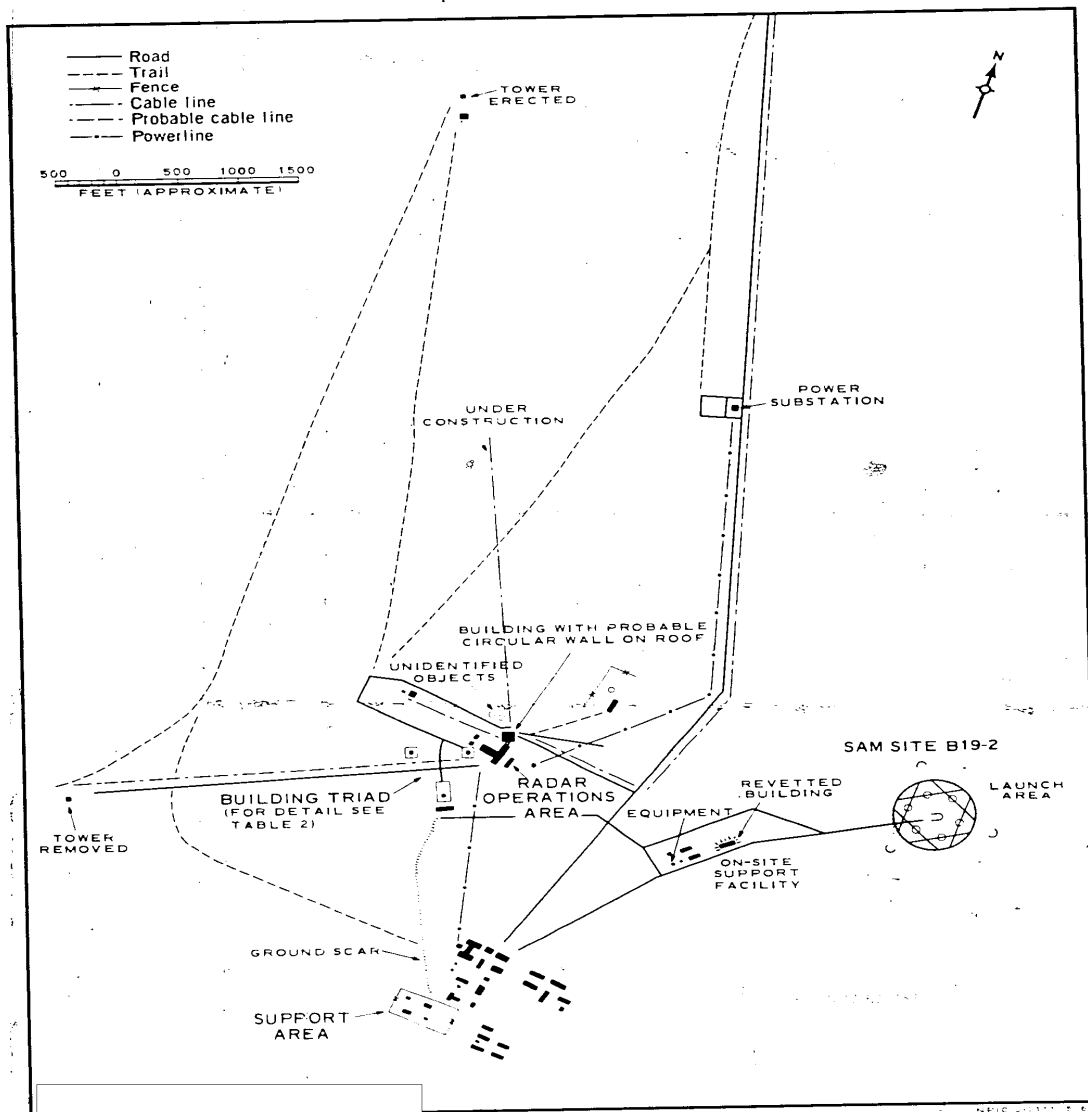 Road
Trail
Fence
Cable line
Probable cable line
Powerline
500 0 500 1000 1500
FEET (APPROXIMATE)
N
TOWER
ERECTED
POWER
SUBSTATION
UNDER
CONSTRUCTION
BUILDING WITH PROBABLE
CIRCULAR WALL ON ROOF
UNIDENTIFIED
OBJECTS
SAM SITE B19-2
LAUNCH
AREA
REVETTED
BUILDING
EQUIPMENT
ON-SITE
SUPPORT
FACILITY
RADAR
OPERATIONS
AREA
BUILDING TRIAD
(FOR DETAIL SEE
TABLE 2)
TOWER
REMOVED
GROUND SCAR
SUPPORT
AREA
NPIC